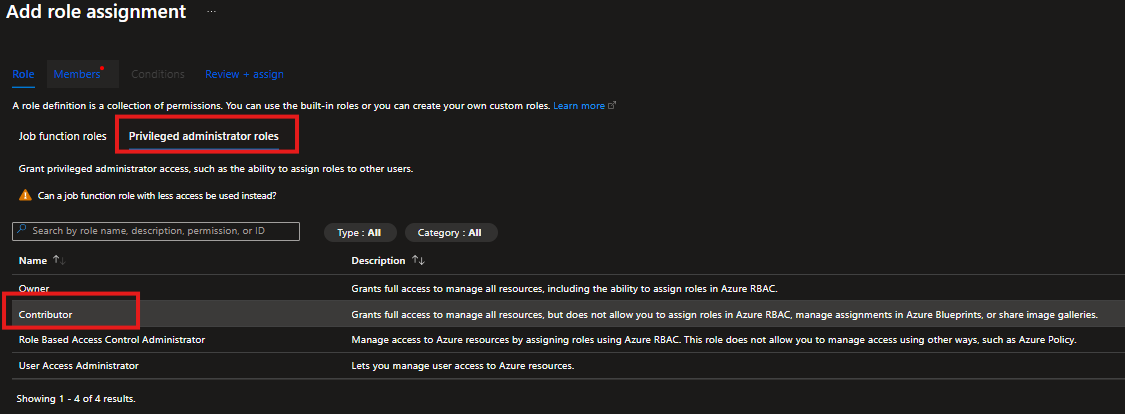 Add role assignment ...
Role Members Conditions Review + assign
A role definition is a collection of permissions. You can use the built-in roles or you can create your own custom roles. Learn more
Job function roles Privileged administrator roles
Grant privileged administrator access, such as the ability to assign roles to other users.
Can a job function role with less access be used instead?
Search by role name, description, permission, or ID Type : All Category : All
Name ↑↓ Description ↑↓
Owner Grants full access to manage all resources, including the ability to assign roles in Azure RBAC.
Contributor Grants full access to manage all resources, but does not allow you to assign roles in Azure RBAC, manage assignments in Azure Blueprints, or share image galleries.
Role Based Access Control Administrator Manage access to Azure resources by assigning roles using Azure RBAC. This role does not allow you to manage access using other ways, such as Azure Policy.
User Access Administrator Lets you manage user access to Azure resources.
Showing 1 - 4 of 4 results.